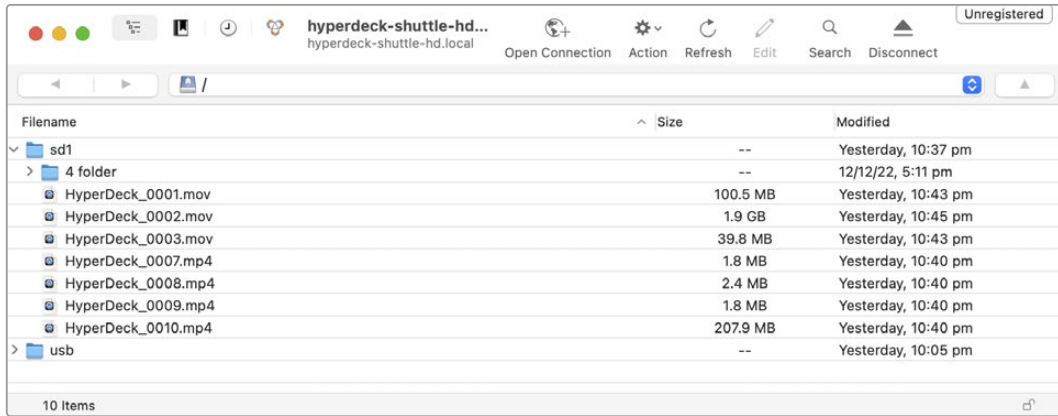 Unregistered
hyperdeck-shuttle-hd...
hyperdeck-shuttle-hd.local
Open Connection Action Refresh Edit Search Disconnect
/
Filename Size Modified
sd1 -- Yesterday, 10:37 pm
4 folder -- 12/12/22, 5:11 pm
HyperDeck_0001.mov 100.5 MB Yesterday, 10:43 pm
HyperDeck_0002.mov 1.9 GB Yesterday, 10:45 pm
HyperDeck_0003.mov 39.8 MB Yesterday, 10:43 pm
HyperDeck_0007.mp4 1.8 MB Yesterday, 10:40 pm
HyperDeck_0008.mp4 2.4 MB Yesterday, 10:40 pm
HyperDeck_0009.mp4 1.8 MB Yesterday, 10:40 pm
HyperDeck_0010.mp4 207.9 MB Yesterday, 10:40 pm
usb -- Yesterday, 10:05 pm
10 Items